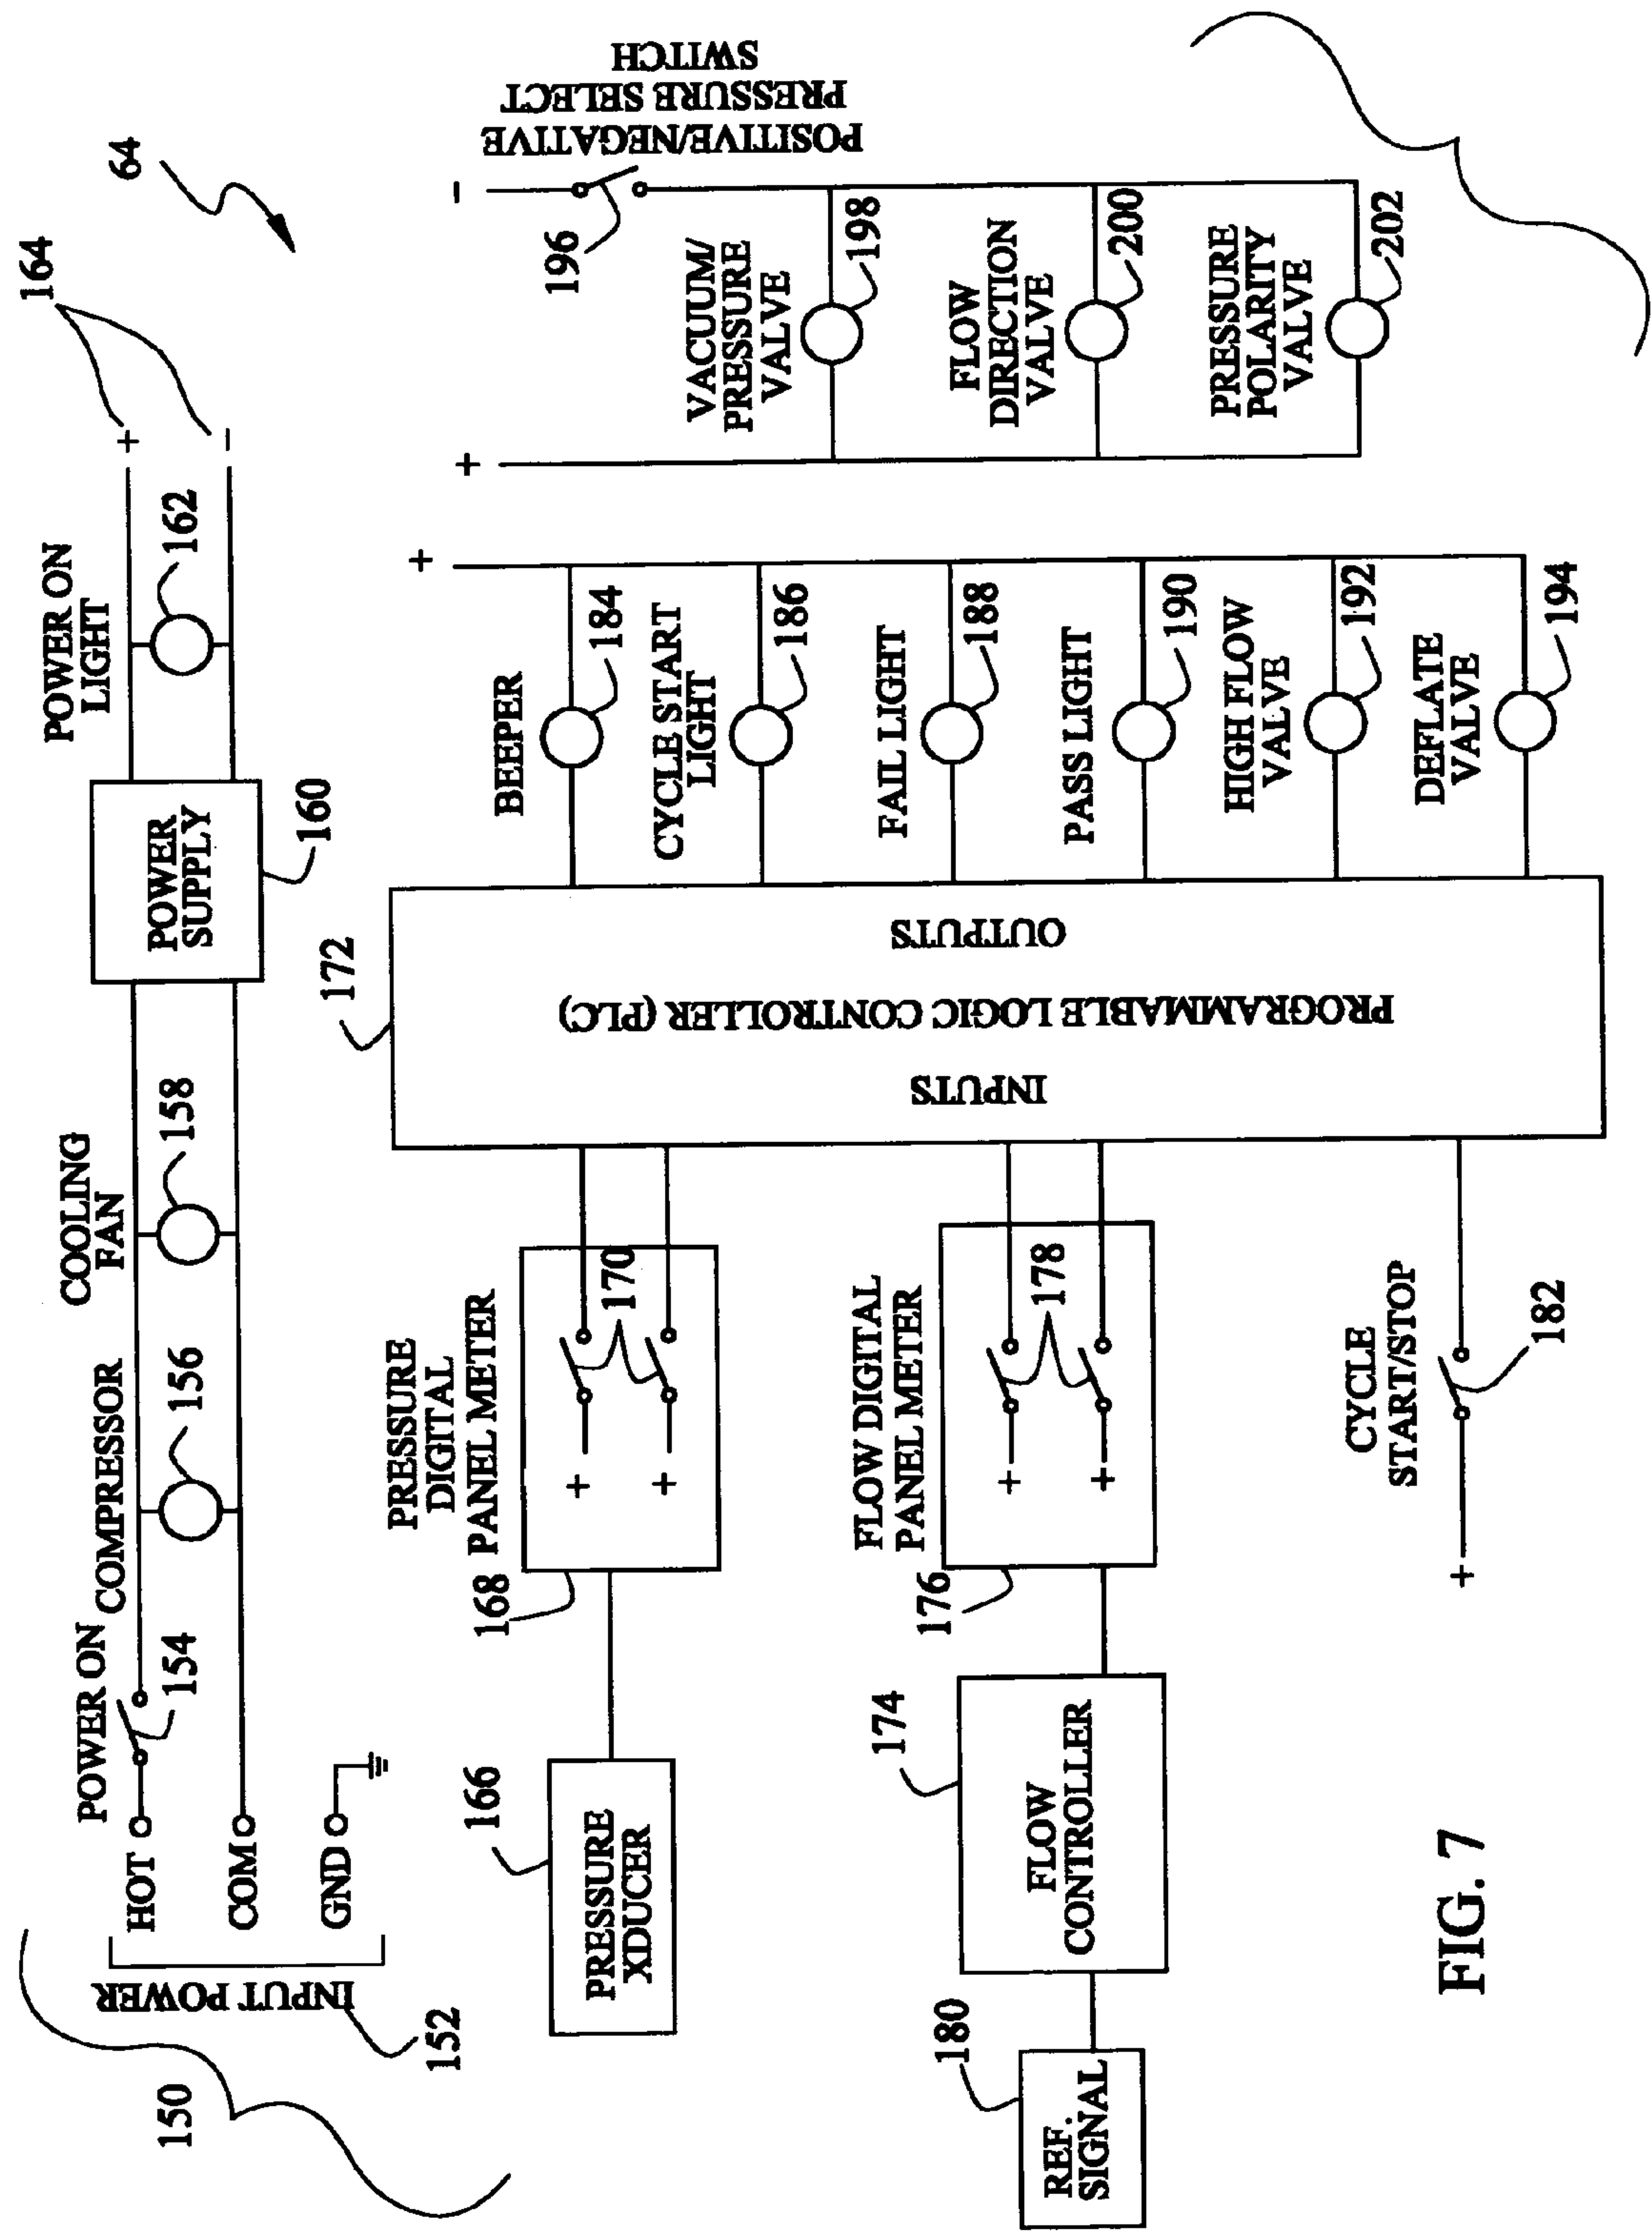 64
164
+
-
POWER ON
LIGHT
162
POWER
SUPPLY
160
COOLING
FAN
158
COMPRESSOR
156
POWER ON
154
HOT
COM
GND
INPUT POWER
152
150
POSITIVE/NEGATIVE
PRESSURE SELECT
SWITCH
-
196
+
VACUUM/
PRESSURE
VALVE
198
FLOW
DIRECTION
VALVE
200
PRESSURE
POLARITY
VALVE
202
+
BEEPER
184
CYCLE START
LIGHT
186
FAIL LIGHT
188
PASS LIGHT
190
HIGH FLOW
VALVE
192
DEFLATE
VALVE
194
172
OUTPUTS
PROGRAMMABLE LOGIC CONTROLLER (PLC)
INPUTS
PRESSURE
DIGITAL
PANEL METER
168
170
+
+
166
PRESSURE
XDUCER
FLOW DIGITAL
PANEL METER
176
178
+
+
174
FLOW
CONTROLLER
180
REF.
SIGNAL
CYCLE
START/STOP
182
+
FIG. 7